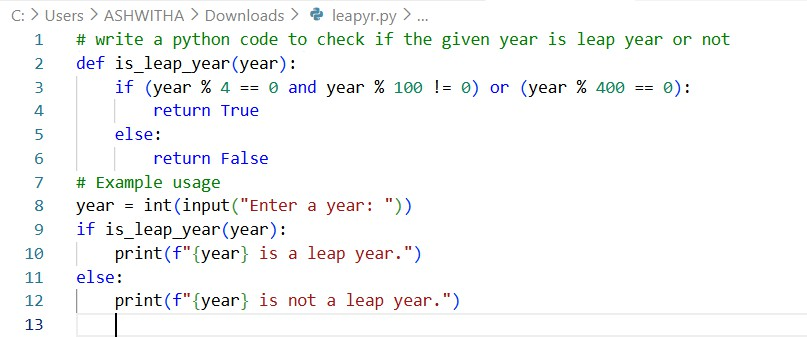 C: > Users > ASHWITHA > Downloads > leapyr.py > ...
1 # write a python code to check if the given year is leap year or not
2 def is_leap_year(year):
3     if (year % 4 == 0 and year % 100 != 0) or (year % 400 == 0):
4         return True
5     else:
6         return False
7 # Example usage
8 year = int(input("Enter a year: "))
9 if is_leap_year(year):
10     print(f"{year} is a leap year.")
11 else:
12     print(f"{year} is not a leap year.")
13